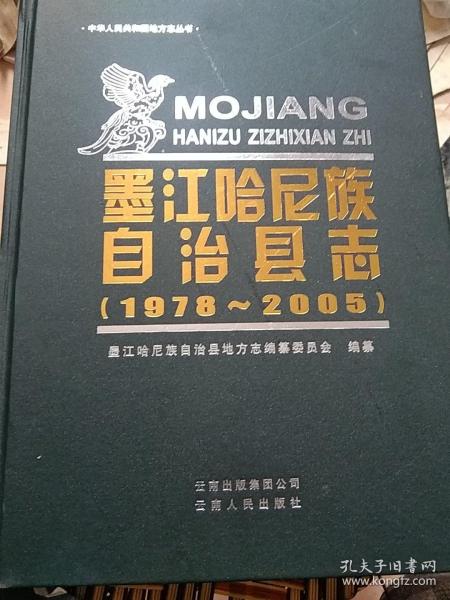 ·中华人民共和国地方志丛书·
MOJIANG
HANIZU ZIZHIXIAN ZHI
墨江哈尼族
自治县志
(1978～2005)
墨江哈尼族自治县地方志编纂委员会 编纂
云南出版集团公司
云南人民出版社
孔夫子旧书网
www.kongfz.com